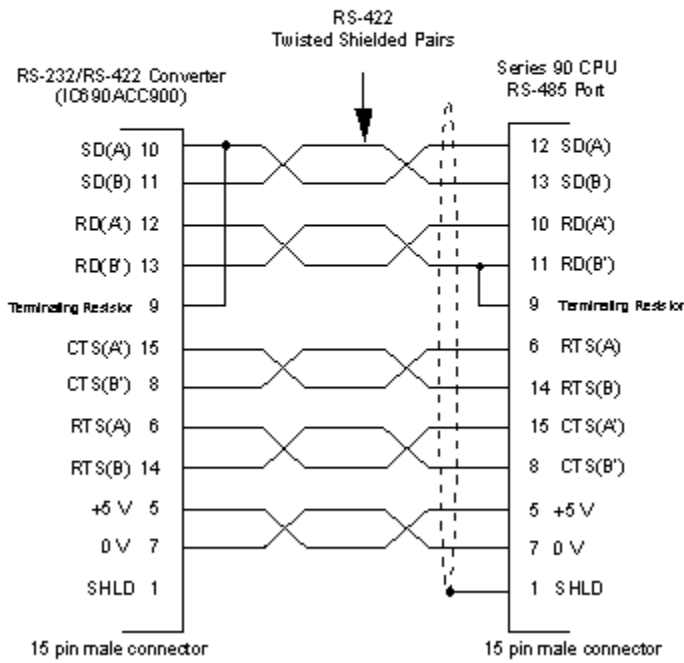 RS-422
Twisted Shielded Pairs
RS-232/RS-422 Converter
(IC690ACC900)
Series 90 CPU
RS-485 Port
SD(A) 10
12 SD(A)
SD(B) 11
13 SD(B)
RD(A') 12
10 RD(A')
RD(B') 13
11 RD(B')
Terminating Resistor 9
9 Terminating Resistor
CTS(A') 15
6 RTS(A)
CTS(B') 8
14 RTS(B)
RTS(A) 6
15 CTS(A')
RTS(B) 14
8 CTS(B')
+5 V 5
5 +5 V
0 V 7
7 0 V
SHLD 1
1 SHLD
15 pin male connector
15 pin male connector